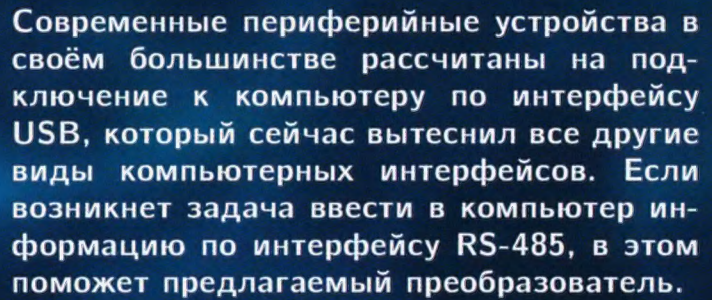 Современные периферийные устройства в
своём большинстве рассчитаны на под-
ключение к компьютеру по интерфейсу
USB, который сейчас вытеснил все другие
виды компьютерных интерфейсов. Если
возникнет задача ввести в компьютер ин-
формацию по интерфейсу RS-485, в этом
поможет предлагаемый преобразователь.